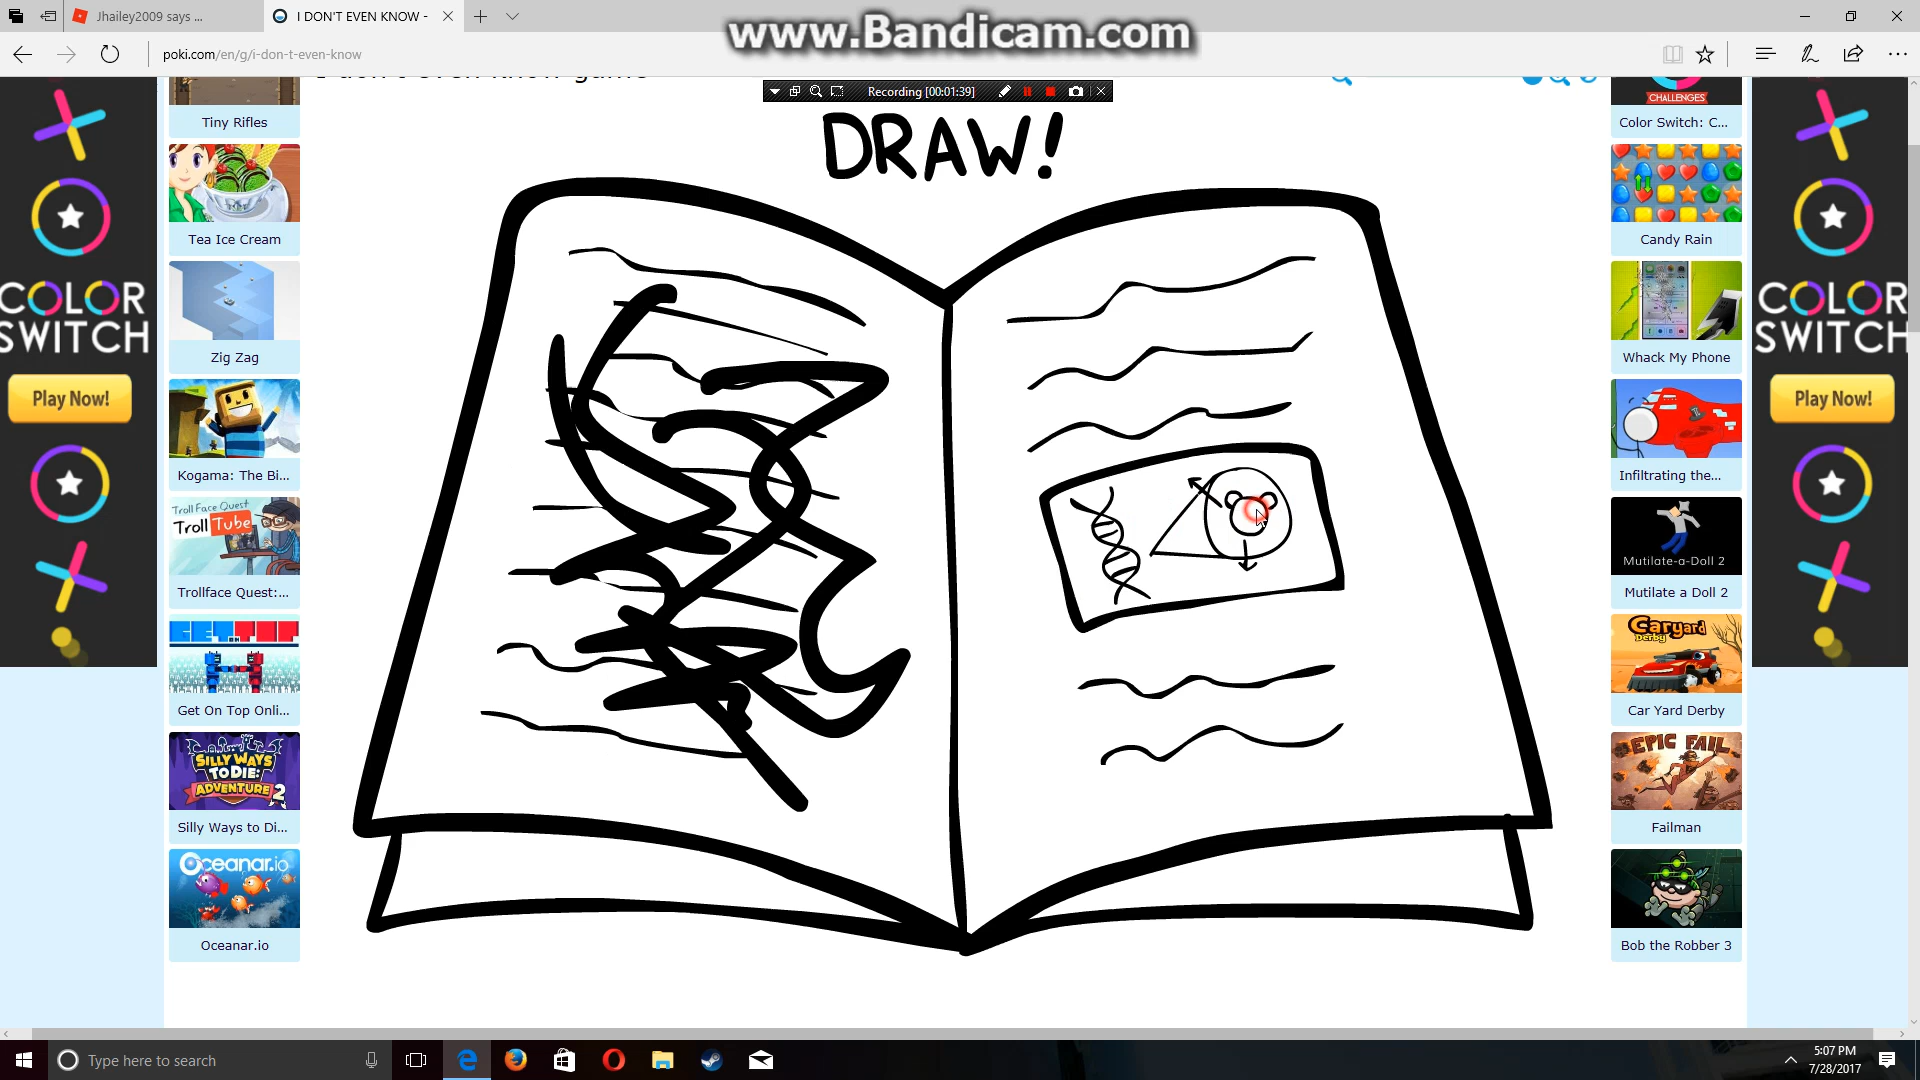 Jhailey2009 says ...
I DON'T EVEN KNOW -
www.Bandicam.com
poki.com/en/g/i-don-t-even-know
Recording [00:01:39]
DRAW!
Tiny Rifles
Tea Ice Cream
Zig Zag
Kogama: The Bi...
TROLL FACE QUEST
Troll Tube
Trollface Quest:...
GET TOP
Get On Top Onli...
SILLY WAYS
TO DIE:
ADVENTURE 2
Silly Ways to Di...
Oceanar.io
Oceanar.io
COLOR
SWITCH
Play Now!
CHALLENGES
Color Switch: C...
Candy Rain
Whack My Phone
Infiltrating the...
MUTILATE-A-DOLL 2
Mutilate a Doll 2
Car yard
Derby
Car Yard Derby
EPIC FAIL
Failman
Bob the Robber 3
COLOR
SWITCH
Play Now!
Type here to search
5:07 PM
7/28/2017